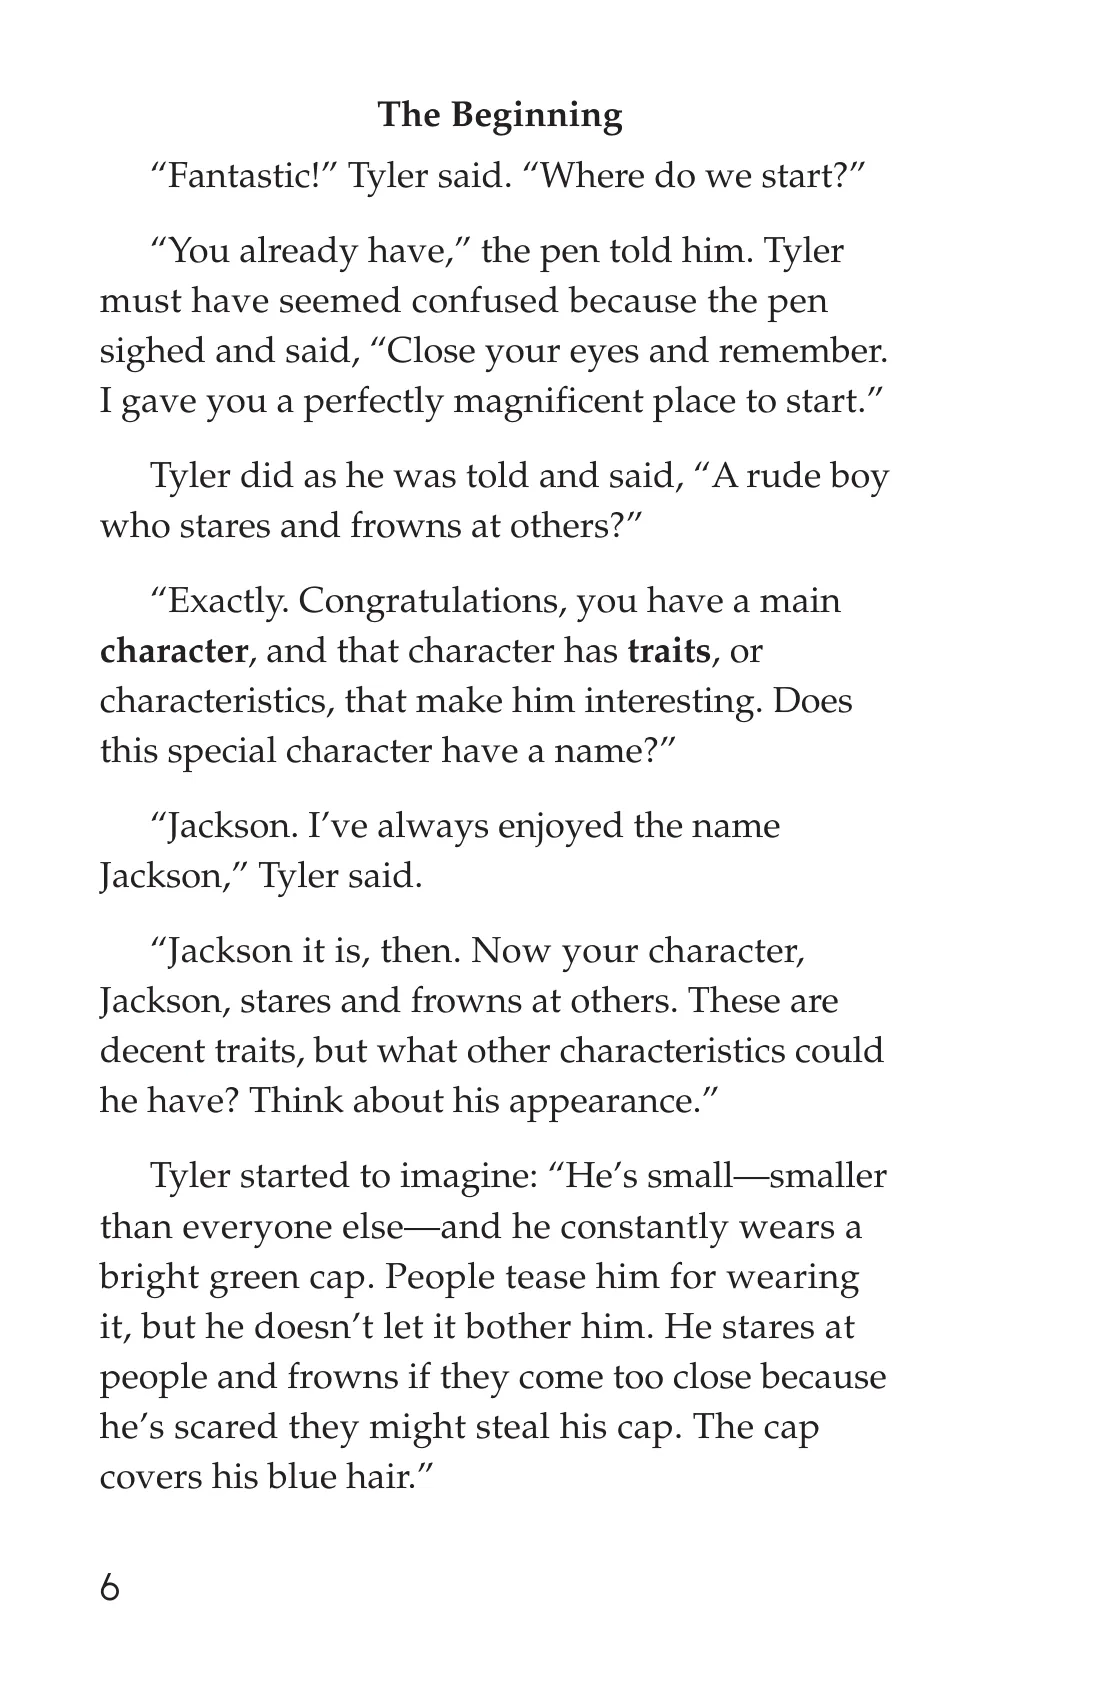 The Beginning
“Fantastic!” Tyler said. “Where do we start?”
“You already have,” the pen told him. Tyler
must have seemed confused because the pen
sighed and said, “Close your eyes and remember.
I gave you a perfectly magnificent place to start.”
Tyler did as he was told and said, “A rude boy
who stares and frowns at others?”
“Exactly. Congratulations, you have a main
character, and that character has traits, or
characteristics, that make him interesting. Does
this special character have a name?”
“Jackson. I’ve always enjoyed the name
Jackson,” Tyler said.
“Jackson it is, then. Now your character,
Jackson, stares and frowns at others. These are
decent traits, but what other characteristics could
he have? Think about his appearance.”
Tyler started to imagine: “He’s small—smaller
than everyone else—and he constantly wears a
bright green cap. People tease him for wearing
it, but he doesn’t let it bother him. He stares at
people and frowns if they come too close because
he’s scared they might steal his cap. The cap
covers his blue hair.”
6